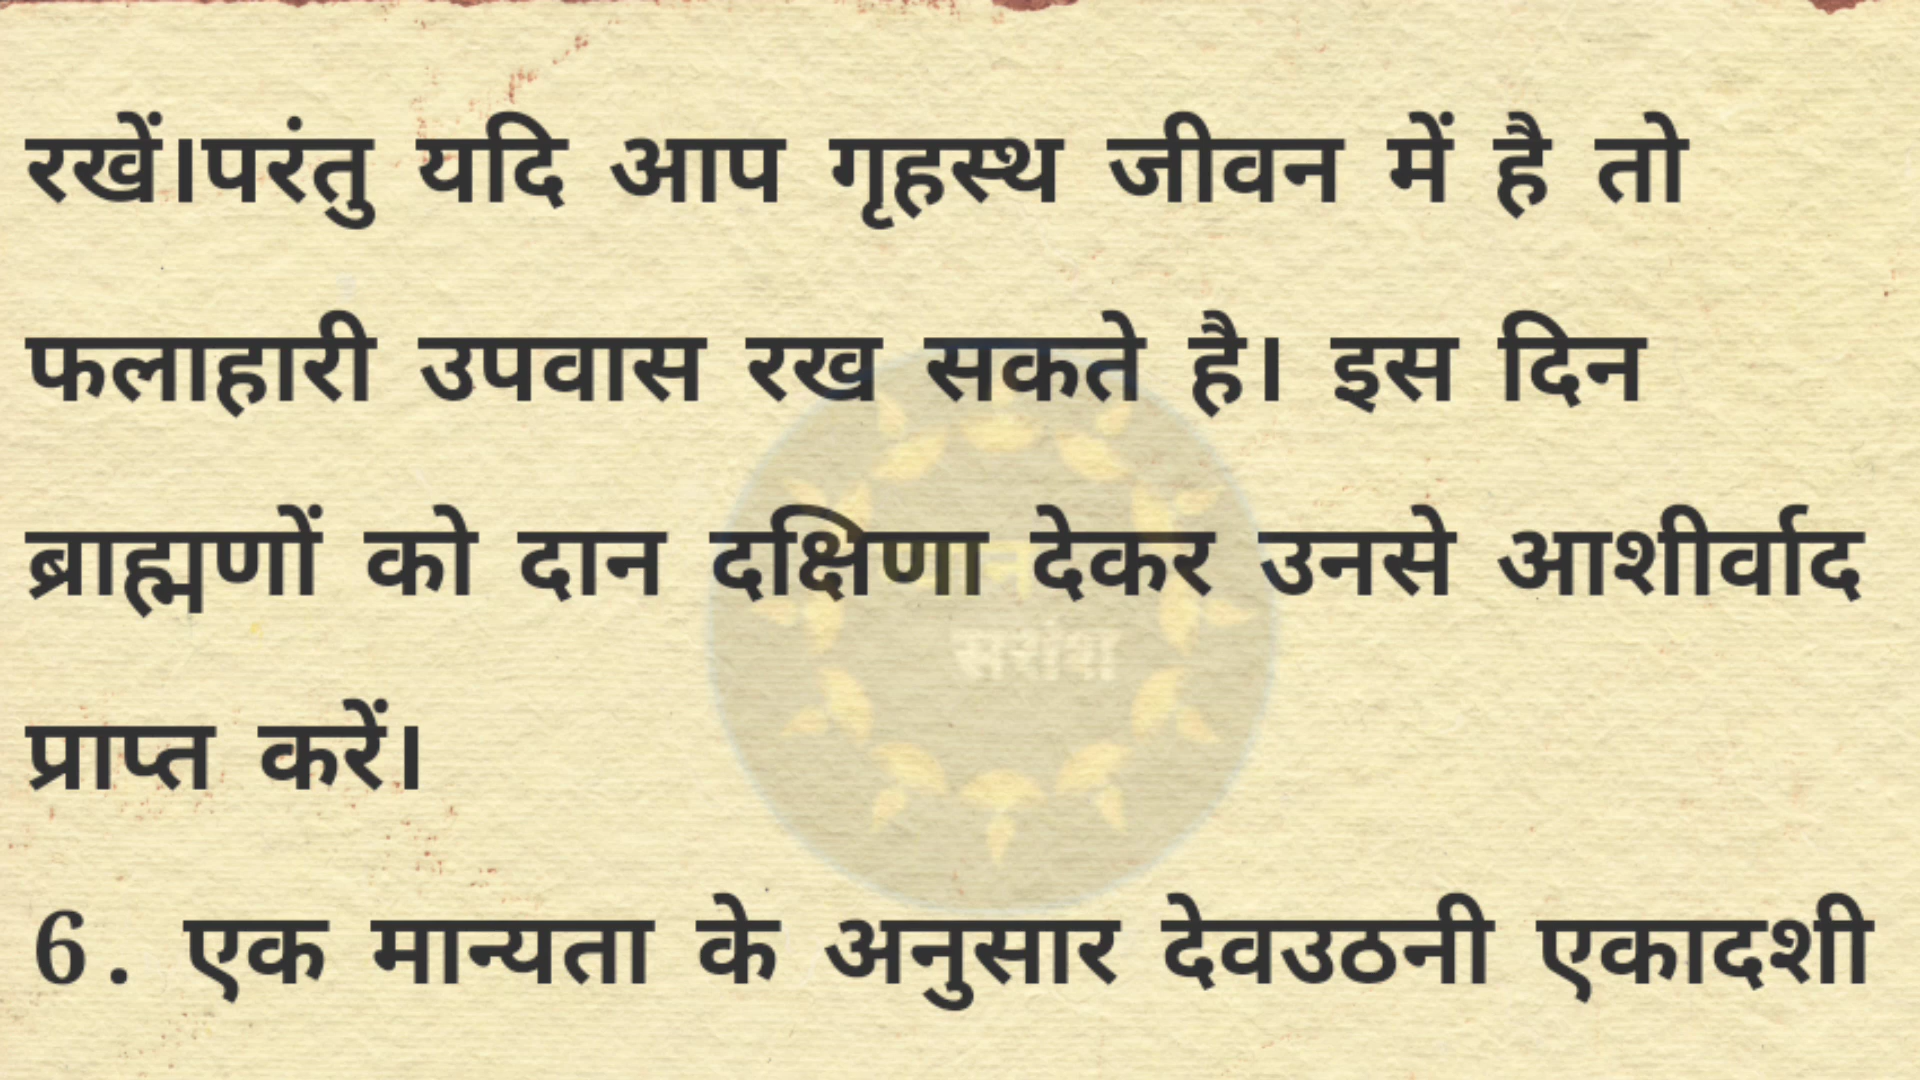 रखें।परंतु यदि आप गृहस्थ जीवन में है तो
फलाहारी उपवास रख सकते है। इस दिन
ब्राह्मणों को दान दक्षिणा देकर उनसे आशीर्वाद
प्राप्त करें।
6. एक मान्यता के अनुसार देवउठनी एकादशी